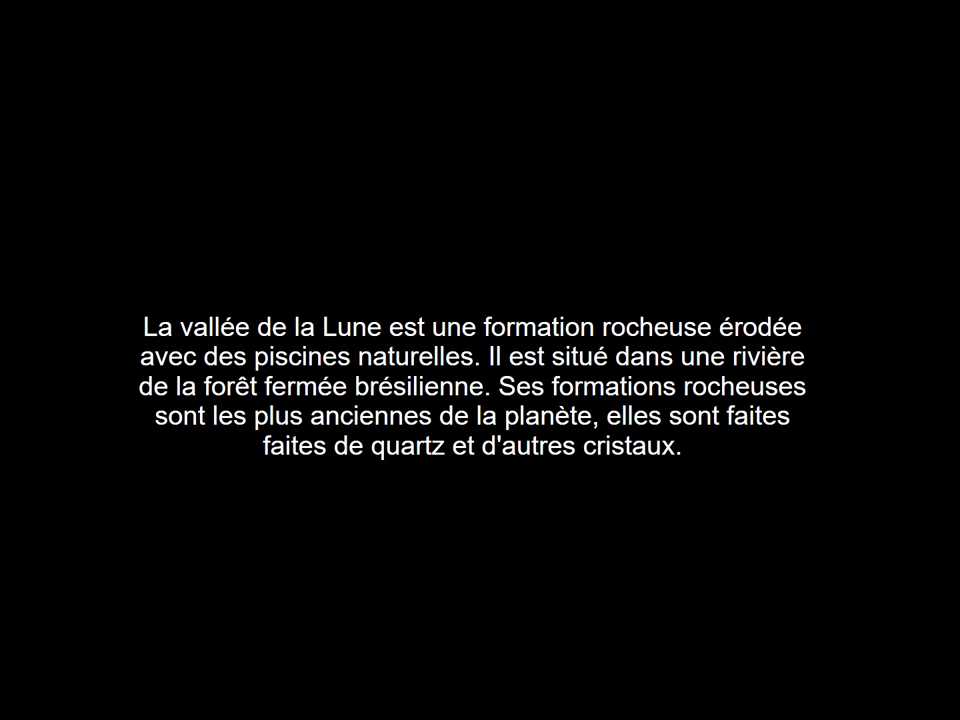 La vallée de la Lune est une formation rocheuse érodée
avec des piscines naturelles. Il est situé dans une rivière
de la forêt fermée brésilienne. Ses formations rocheuses
sont les plus anciennes de la planète, elles sont faites
faites de quartz et d'autres cristaux.